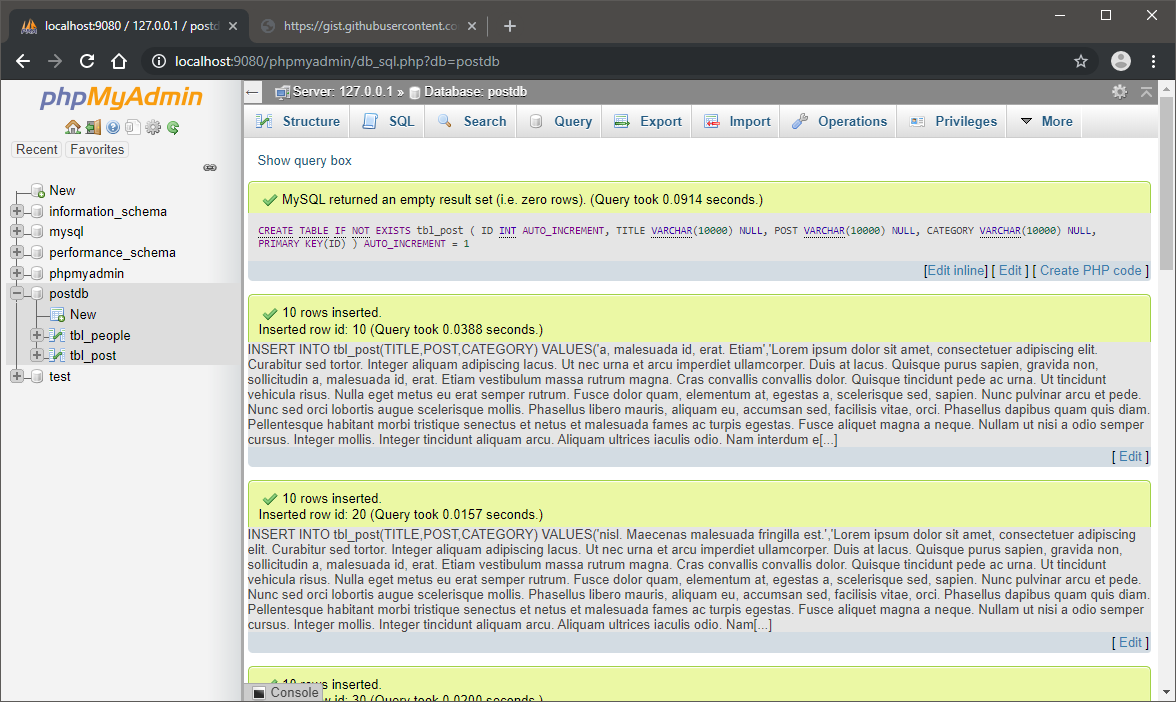 localhost:9080 / 127.0.0.1 / postd
https://gist.githubusercontent.co
localhost:9080/phpmyadmin/db_sql.php?db=postdb
phpMyAdmin
Recent
Favorites
New
information_schema
mysql
performance_schema
phpmyadmin
postdb
New
tbl_people
tbl_post
test
Server: 127.0.0.1 » Database: postdb
Structure
SQL
Search
Query
Export
Import
Operations
Privileges
More
Show query box
MySQL returned an empty result set (i.e. zero rows). (Query took 0.0914 seconds.)
CREATE TABLE IF NOT EXISTS tbl_post ( ID INT AUTO_INCREMENT, TITLE VARCHAR(10000) NULL, POST VARCHAR(10000) NULL, CATEGORY VARCHAR(10000) NULL,
PRIMARY KEY(ID) ) AUTO_INCREMENT = 1
[Edit inline] [ Edit ] [ Create PHP code ]
10 rows inserted.
Inserted row id: 10 (Query took 0.0388 seconds.)
INSERT INTO tbl_post(TITLE,POST,CATEGORY) VALUES('a, malesuada id, erat. Etiam','Lorem ipsum dolor sit amet, consectetuer adipiscing elit.
Curabitur sed tortor. Integer aliquam adipiscing lacus. Ut nec urna et arcu imperdiet ullamcorper. Duis at lacus. Quisque purus sapien, gravida non,
sollicitudin a, malesuada id, erat. Etiam vestibulum massa rutrum magna. Cras convallis convallis dolor. Quisque tincidunt pede ac urna. Ut tincidunt
vehicula risus. Nulla eget metus eu erat semper rutrum. Fusce dolor quam, elementum at, egestas a, scelerisque sed, sapien. Nunc pulvinar arcu et pede.
Nunc sed orci lobortis augue scelerisque mollis. Phasellus libero mauris, aliquam eu, accumsan sed, facilisis vitae, orci. Phasellus dapibus quam quis diam.
Pellentesque habitant morbi tristique senectus et netus et malesuada fames ac turpis egestas. Fusce aliquet magna a neque. Nullam ut nisi a odio semper
cursus. Integer mollis. Integer tincidunt aliquam arcu. Aliquam ultrices iaculis odio. Nam interdum e[...]
[ Edit ]
10 rows inserted.
Inserted row id: 20 (Query took 0.0157 seconds.)
INSERT INTO tbl_post(TITLE,POST,CATEGORY) VALUES('nisl. Maecenas malesuada fringilla est.','Lorem ipsum dolor sit amet, consectetuer adipiscing
elit. Curabitur sed tortor. Integer aliquam adipiscing lacus. Ut nec urna et arcu imperdiet ullamcorper. Duis at lacus. Quisque purus sapien, gravida non,
sollicitudin a, malesuada id, erat. Etiam vestibulum massa rutrum magna. Cras convallis convallis dolor. Quisque tincidunt pede ac urna. Ut tincidunt
vehicula risus. Nulla eget metus eu erat semper rutrum. Fusce dolor quam, elementum at, egestas a, scelerisque sed, sapien. Nunc pulvinar arcu et pede.
Nunc sed orci lobortis augue scelerisque mollis. Phasellus libero mauris, aliquam eu, accumsan sed, facilisis vitae, orci. Phasellus dapibus quam quis diam.
Pellentesque habitant morbi tristique senectus et netus et malesuada fames ac turpis egestas. Fusce aliquet magna a neque. Nullam ut nisi a odio semper
cursus. Integer mollis. Integer tincidunt aliquam arcu. Aliquam ultrices iaculis odio. Nam[...]
[ Edit ]
rows inserted.
row id: 30 (Query took 0.0200 seconds.)
Console